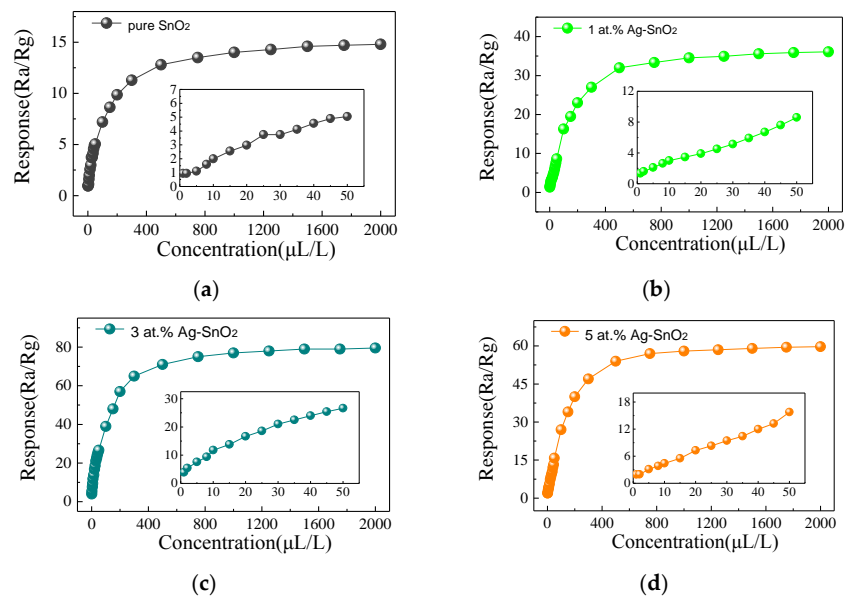 pure SnO2
Response(Ra/Rg)
15
10
5
0
7
6
5
4
3
2
1
0 10 20 30 40 50
0 400 800 1200 1600 2000
Concentration(μL/L)
(a)
1 at.% Ag-SnO2
Response(Ra/Rg)
40
30
20
10
0
12
8
4
0
0 10 20 30 40 50
0 400 800 1200 1600 2000
Concentration(μL/L)
(b)
3 at.% Ag-SnO2
Response(Ra/Rg)
80
60
40
20
0
30
20
10
0
0 10 20 30 40 50
0 400 800 1200 1600 2000
Concentration(μL/L)
(c)
5 at.% Ag-SnO2
Response(Ra/Rg)
60
45
30
15
0
18
12
6
0
0 10 20 30 40 50
0 400 800 1200 1600 2000
Concentration(μL/L)
(d)